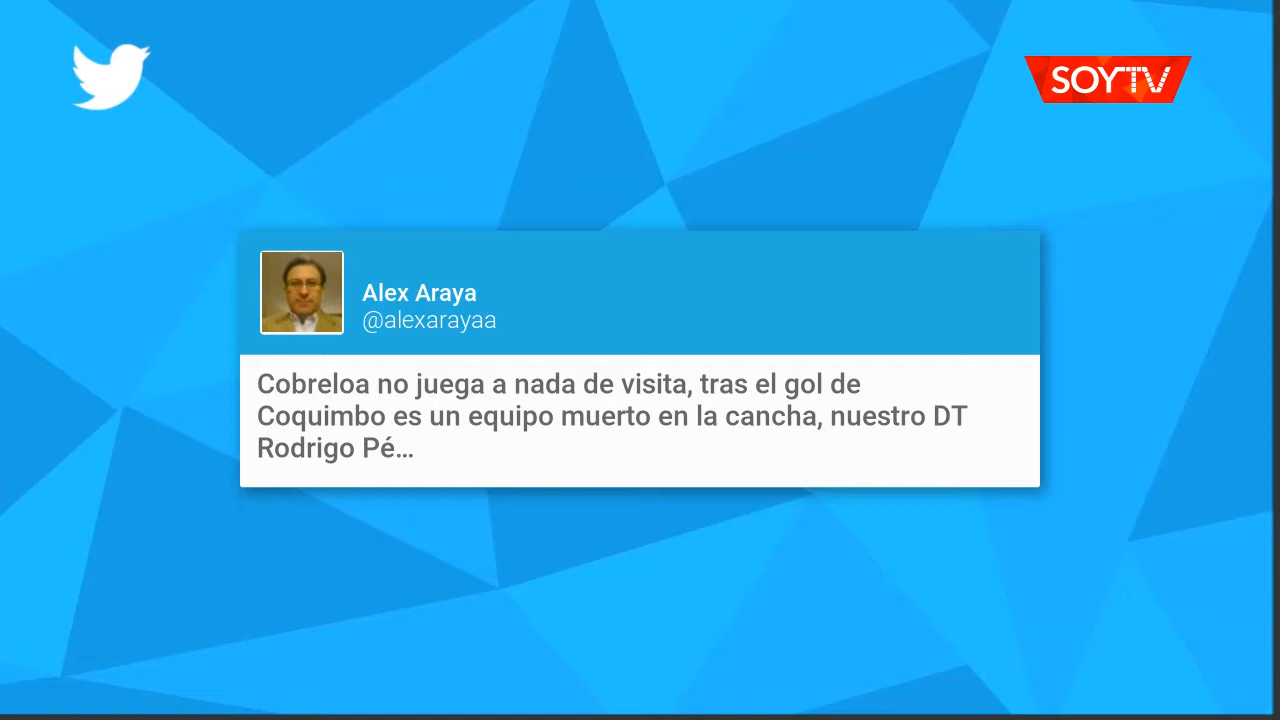 SOYTV
Alex Araya
@alexarayaa
Cobreloa no juega a nada de visita, tras el gol de
Coquimbo es un equipo muerto en la cancha, nuestro DT
Rodrigo Pé...